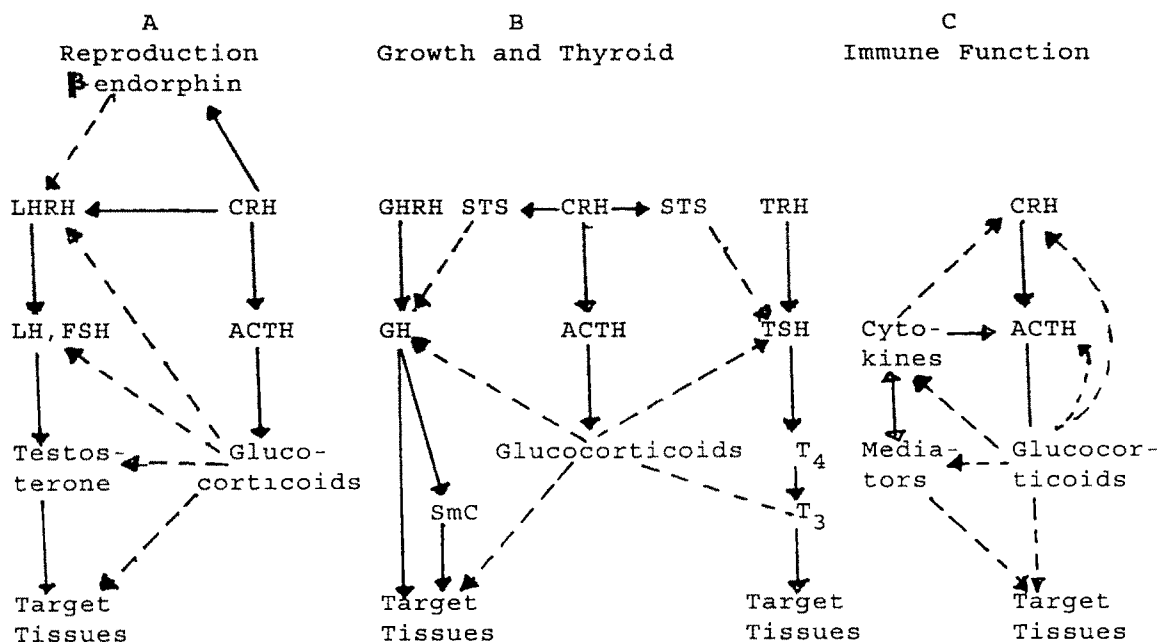 A
Reproduction
β-endorphin
LHRH
CRH
LH,FSH
ACTH
Testos-
terone
Gluco-
corticoids
Target
Tissues
B
Growth and Thyroid
GHRH STS CRH STS TRH
GH
ACTH
TSH
Glucocorticoids
T4
SmC
T3
Target
Tissues
Target
Tissues
C
Immune Function
CRH
Cyto-
kines
ACTH
Media-
tors
Glucocor-
ticoids
Target
Tissues